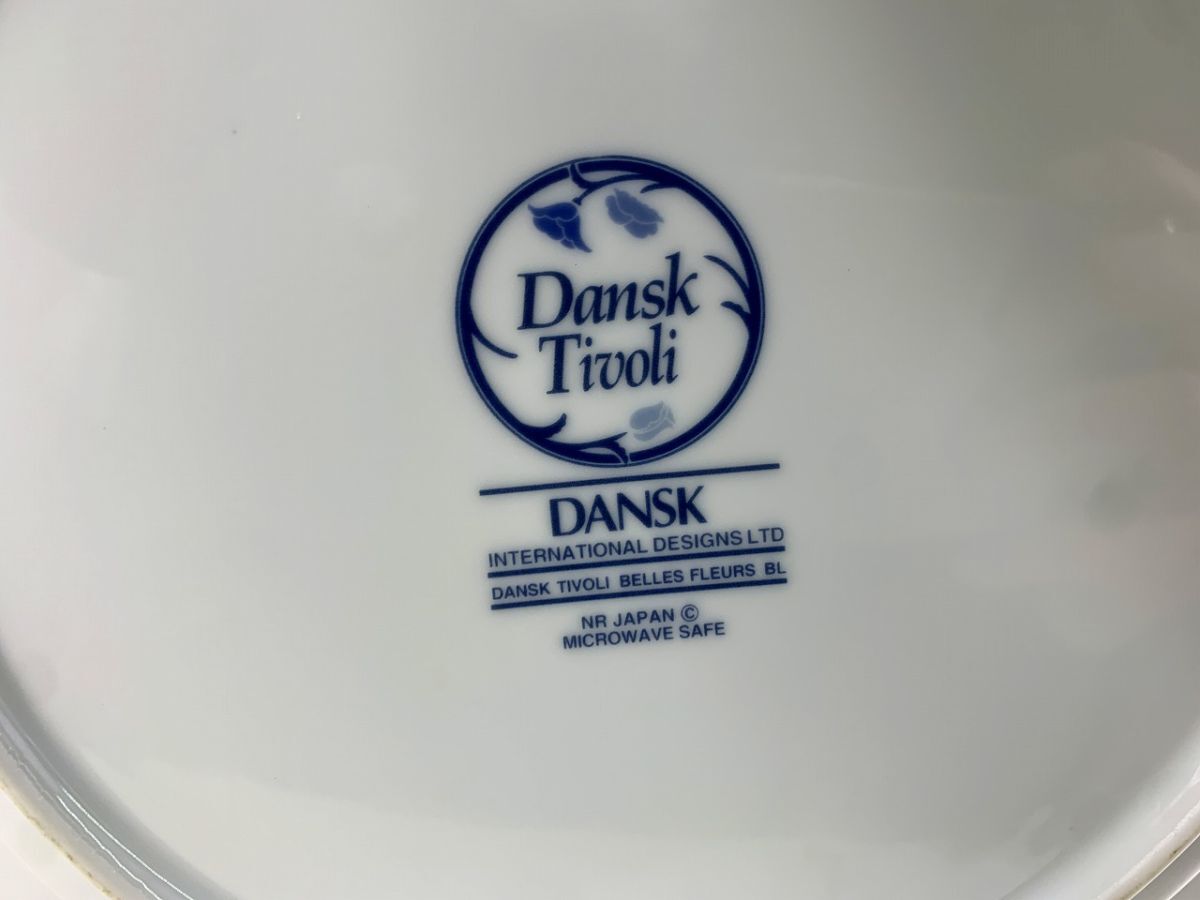 Dansk
Tivoli
DANSK
INTERNATIONAL DESIGNS LTD
DANSK TIVOLI BELLES FLEURS BL
NR JAPAN ©
MICROWAVE SAFE